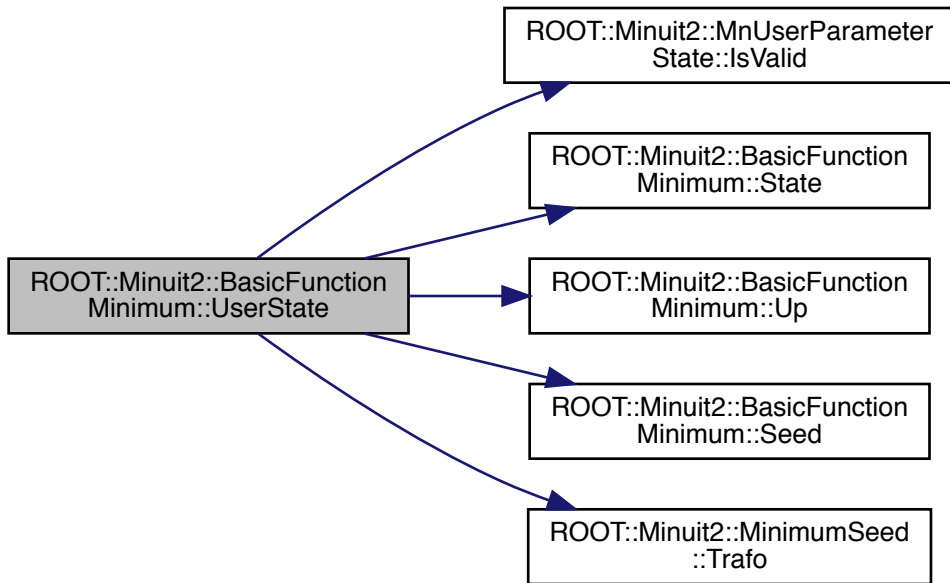 ROOT::Minuit2::MnUserParameter
State::IsValid
ROOT::Minuit2::BasicFunction
Minimum::State
ROOT::Minuit2::BasicFunction
Minimum::UserState
ROOT::Minuit2::BasicFunction
Minimum::Up
ROOT::Minuit2::BasicFunction
Minimum::Seed
ROOT::Minuit2::MinimumSeed
::Trafo